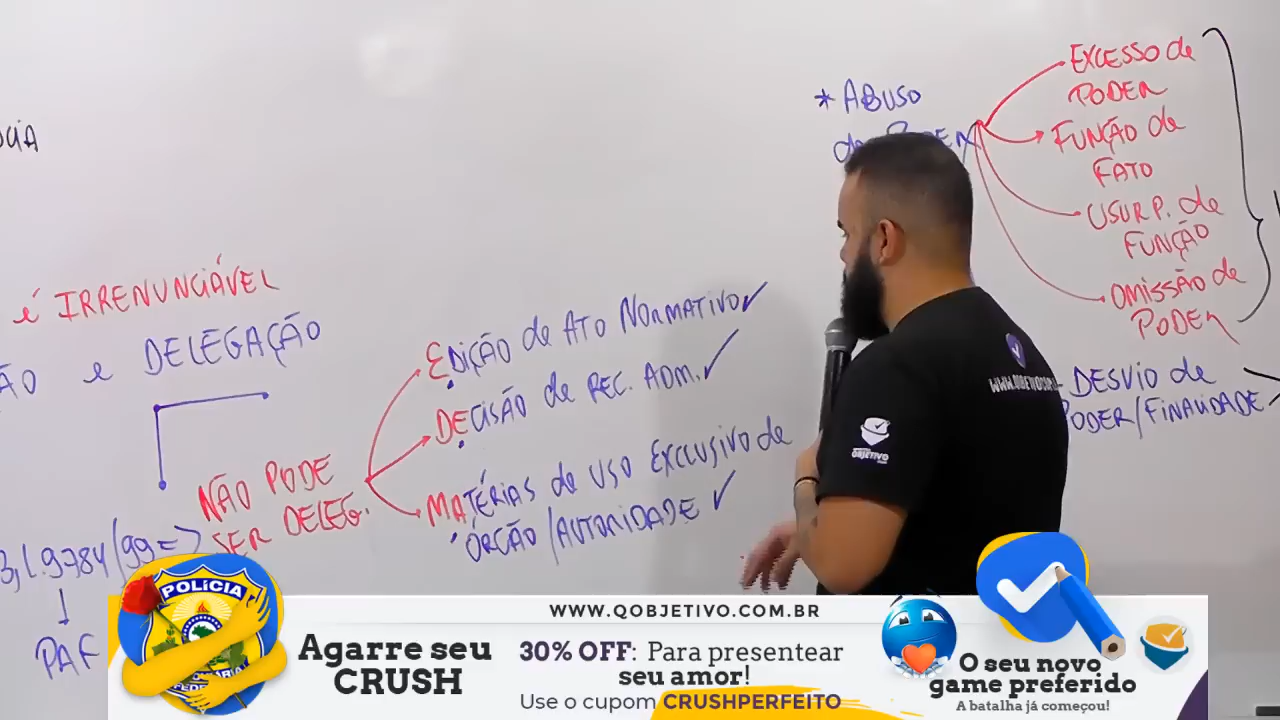 é IRRENUNCIÁVEL
e DELEGAÇÃO
NÃO PODE
SER DELEG.
L.9784/99 =>
PAF
EDIÇÃO de ATO NORMATIVO ✓
DECISÃO de REC. ADM. ✓
MATÉRIAS de USO EXCLUSIVO de
ÓRGÃO/AUTORIDADE ✓
* ABUSO
de PODER
EXCESSO de
PODER
FUNÇÃO de
FATO
USURP. de
FUNÇÃO
OMISSÃO de
PODER
DESVIO de
PODER/FINALIDADE
OBJETIVO
POLÍCIA
WWW.QOBJETIVO.COM.BR
Agarre seu
CRUSH
30% OFF: Para presentear
seu amor!
Use o cupom CRUSHPERFEITO
O seu novo
game preferido
A batalha já começou!